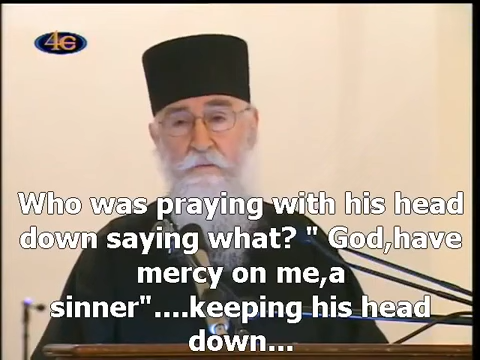 4E
Who was praying with his head
down saying what? " God,have
mercy on me,a
sinner"....keeping his head
down...